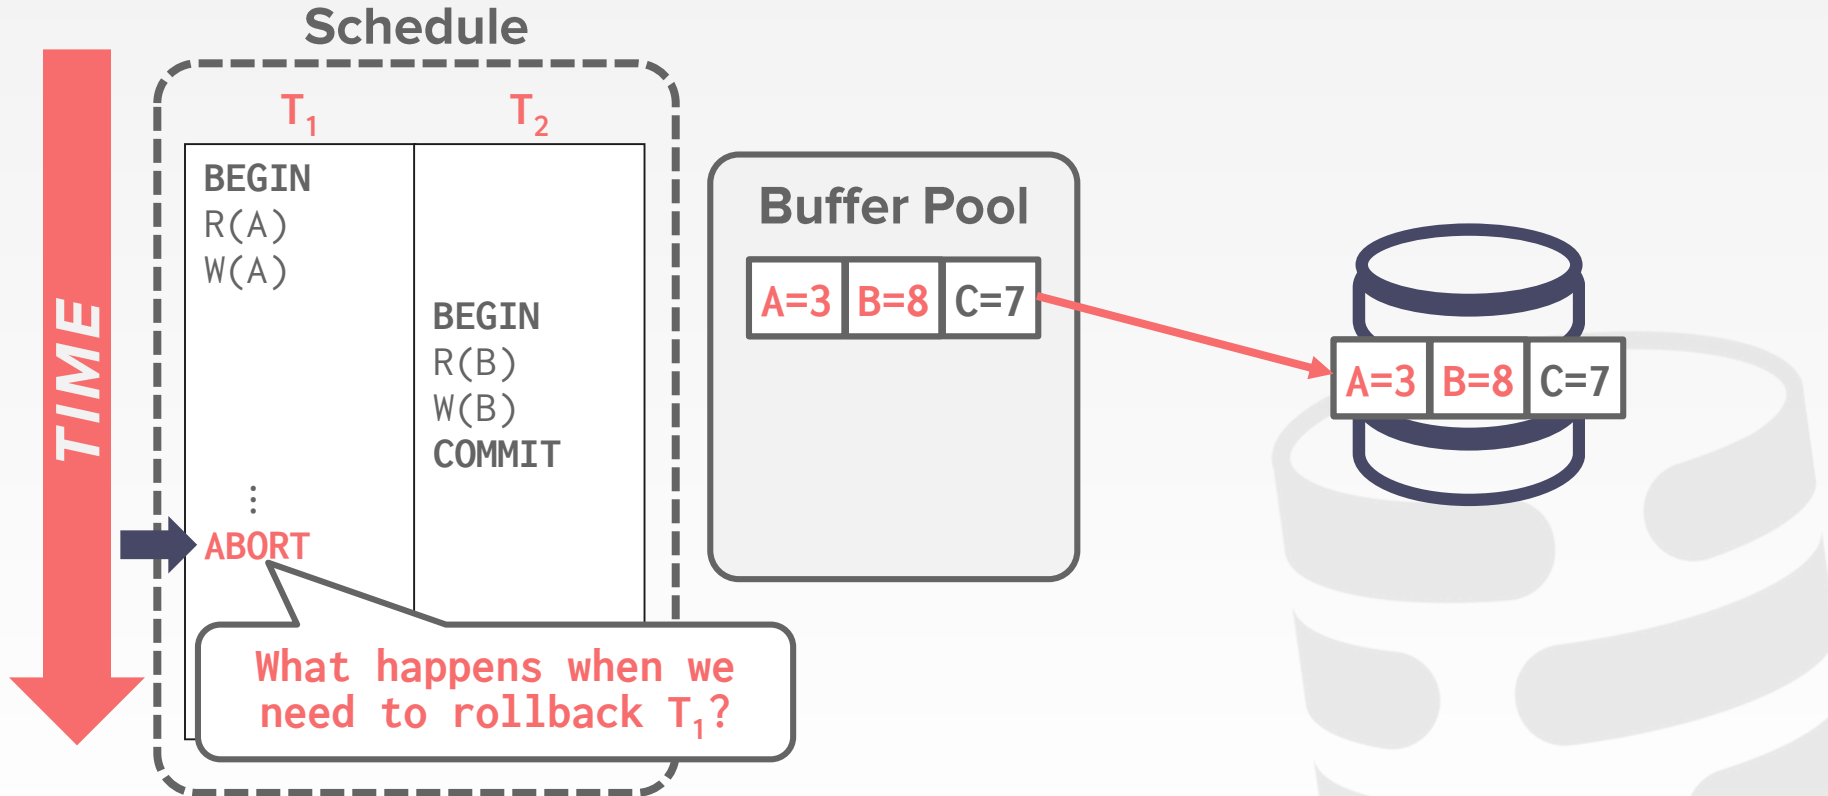 Schedule
TIME
T₁ T₂
BEGIN
R(A)
W(A)
BEGIN
R(B)
W(B)
COMMIT
⋮
ABORT
What happens when we
need to rollback T₁?
Buffer Pool
A=3 B=8 C=7
A=3 B=8 C=7